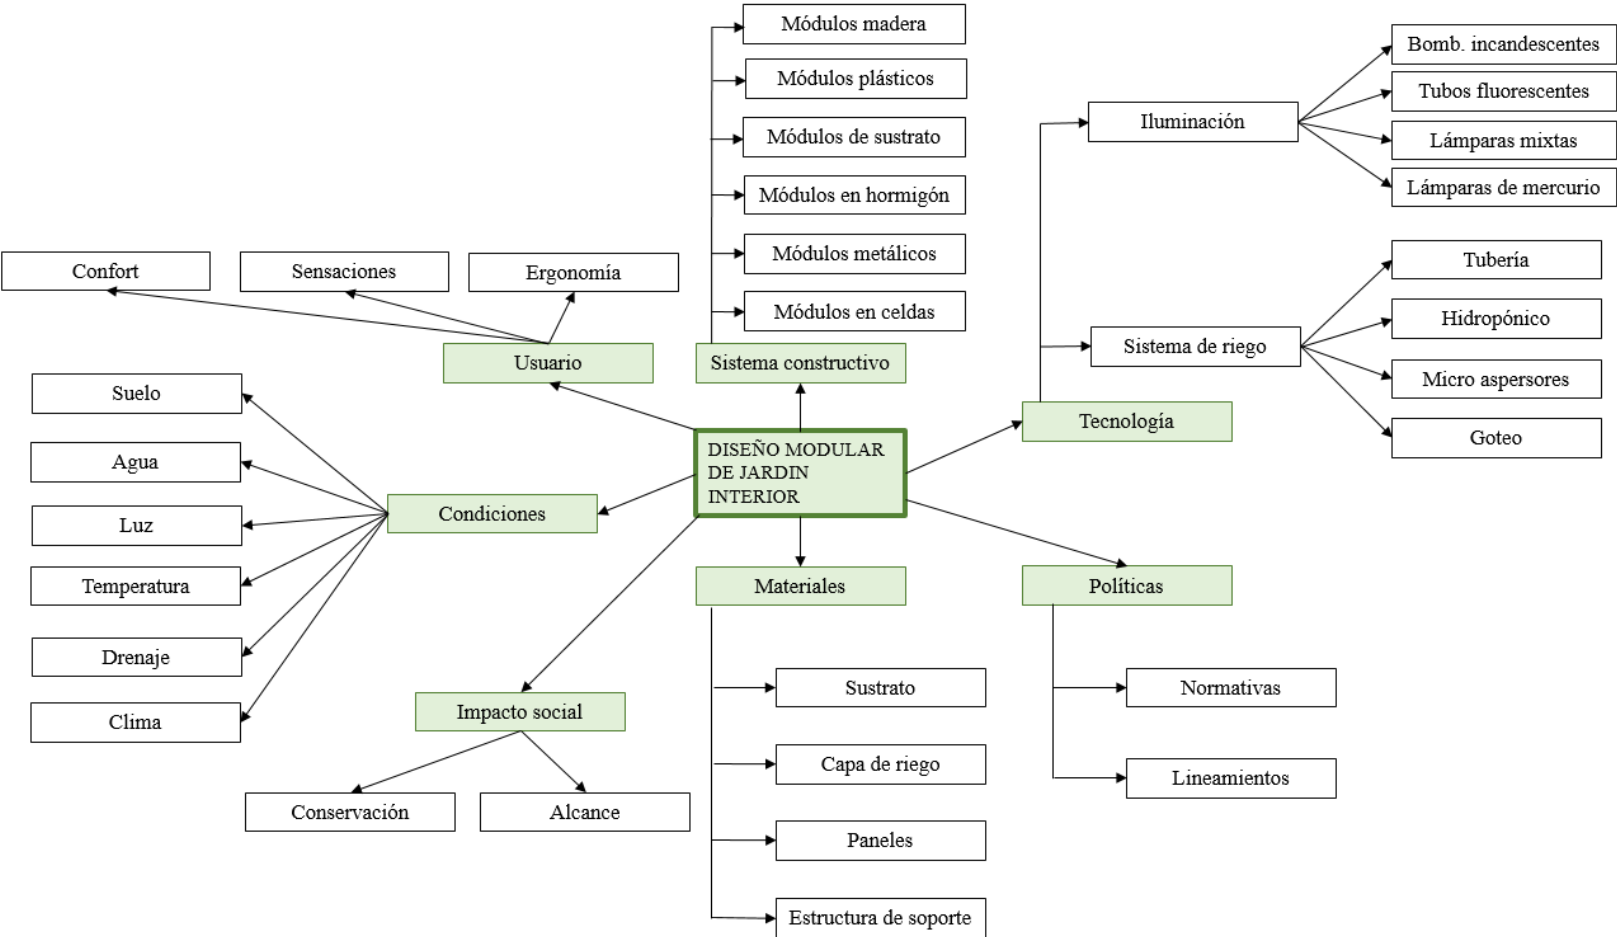 Módulos madera
Módulos plásticos
Módulos de sustrato
Módulos en hormigón
Módulos metálicos
Módulos en celdas
Sistema constructivo
Bomb. incandescentes
Tubos fluorescentes
Lámparas mixtas
Lámparas de mercurio
Iluminación
Tubería
Hidropónico
Micro aspersores
Goteo
Sistema de riego
Tecnología
Confort
Sensaciones
Ergonomía
Usuario
DISEÑO MODULAR
DE JARDIN
INTERIOR
Suelo
Agua
Luz
Temperatura
Drenaje
Clima
Condiciones
Impacto social
Conservación
Alcance
Materiales
Sustrato
Capa de riego
Paneles
Estructura de soporte
Políticas
Normativas
Lineamientos